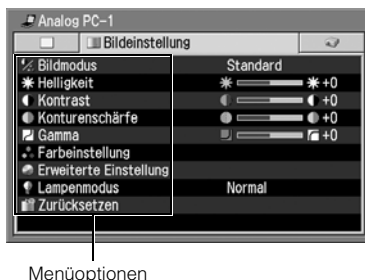 Analog PC-1
Bildeinstellung
Bildmodus Standard
Helligkeit +0
Kontrast +0
Konturenschärfe +0
Gamma +0
Farbeinstellung
Erweiterte Einstellung
Lampenmodus Normal
Zurücksetzen
Menüoptionen